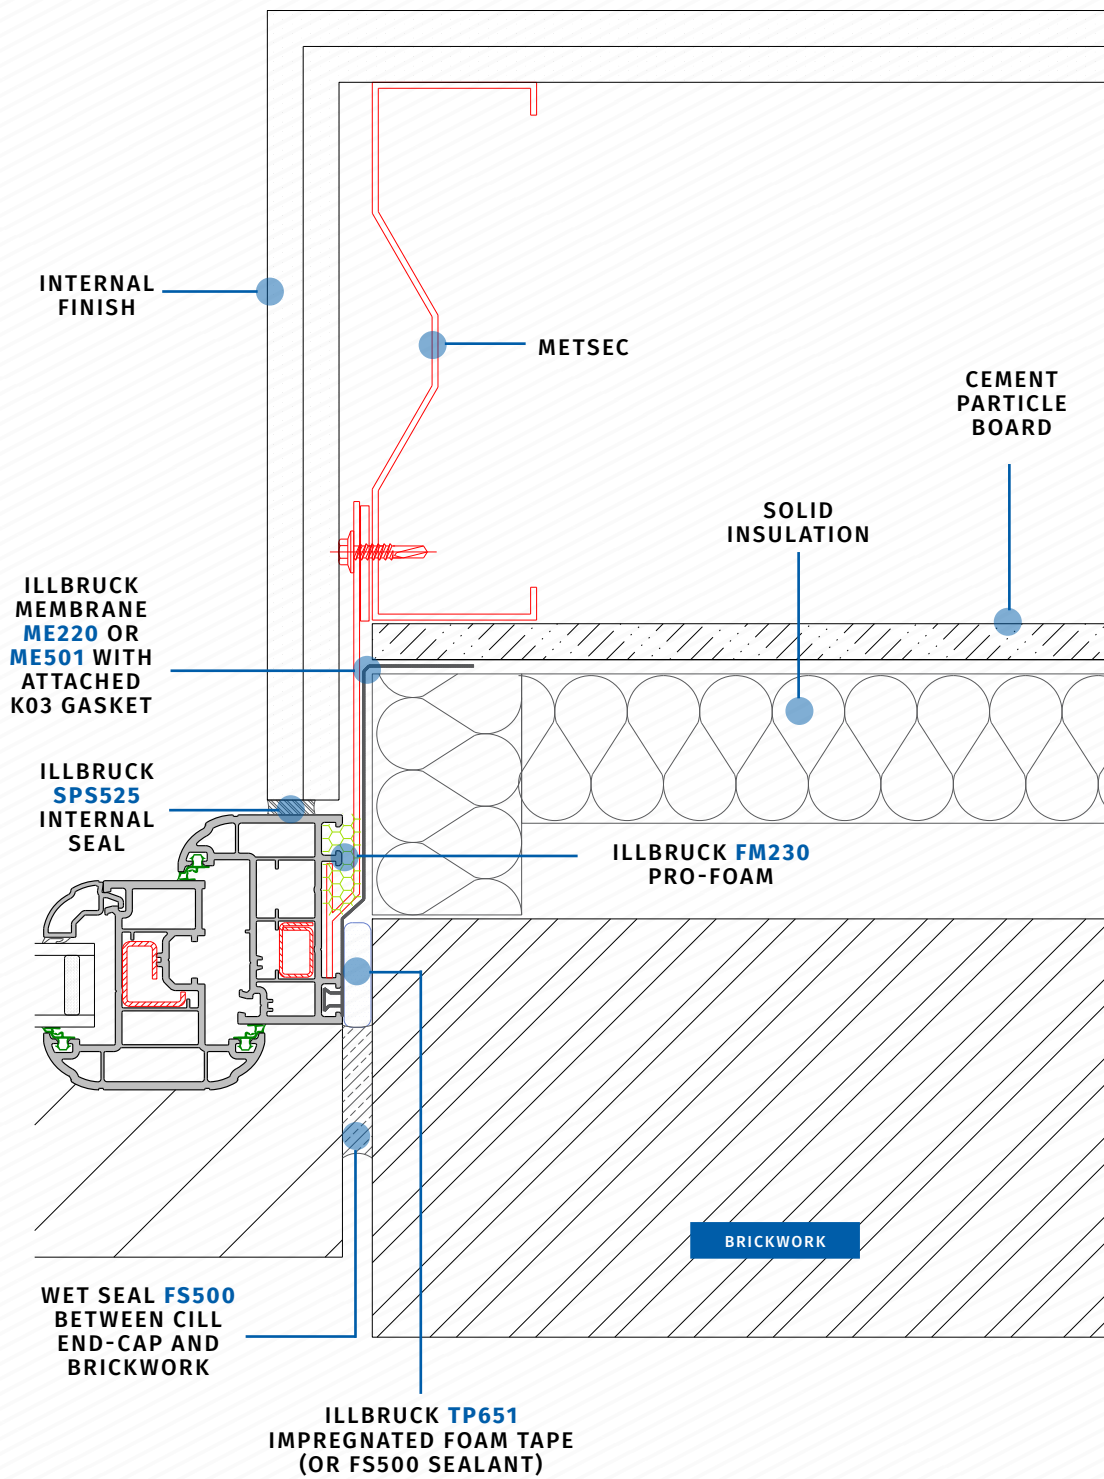 INTERNAL
FINISH
METSEC
CEMENT
PARTICLE
BOARD
SOLID
INSULATION
ILLBRUCK
MEMBRANE
ME220 OR
ME501 WITH
ATTACHED
K03 GASKET
ILLBRUCK
SPS525
INTERNAL
SEAL
ILLBRUCK FM230
PRO-FOAM
BRICKWORK
WET SEAL FS500
BETWEEN CILL
END-CAP AND
BRICKWORK
ILLBRUCK TP651
IMPREGNATED FOAM TAPE
(OR FS500 SEALANT)